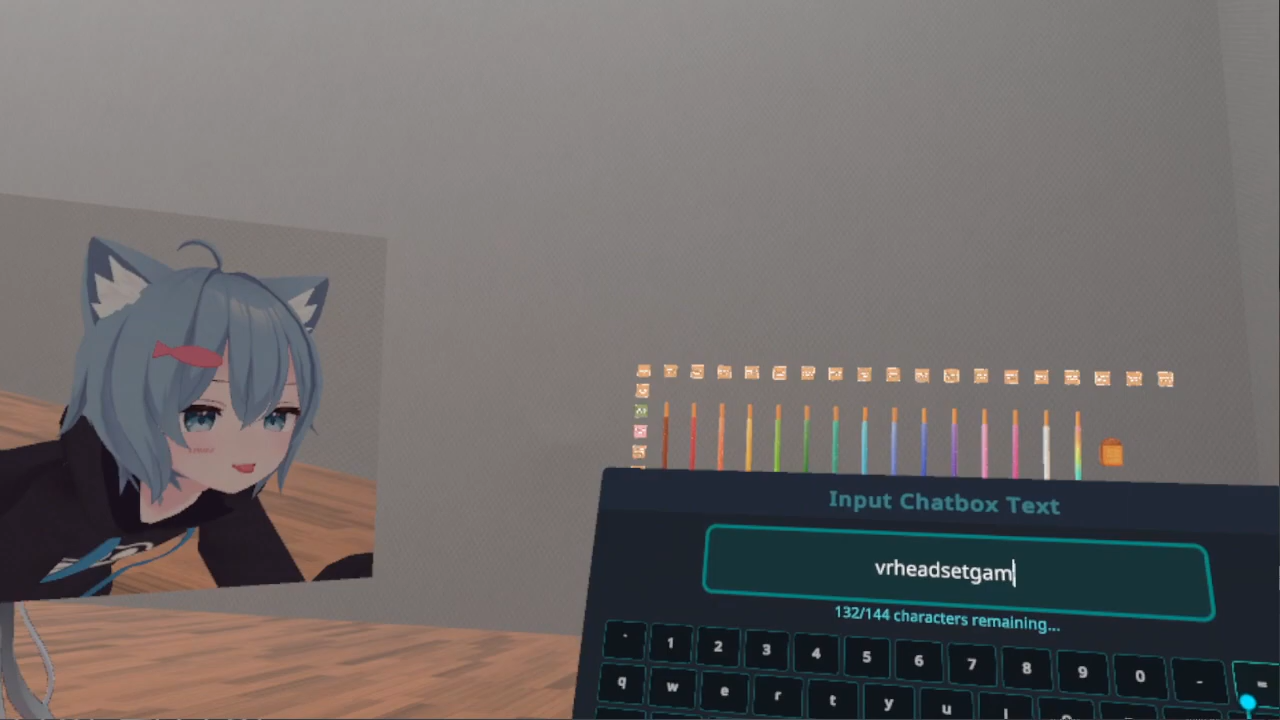 Input Chatbox Text
vrheadsetgam
132/144 characters remaining...
` 1 2 3 4 5 6 7 8 9 0 - =
q w e r t y u